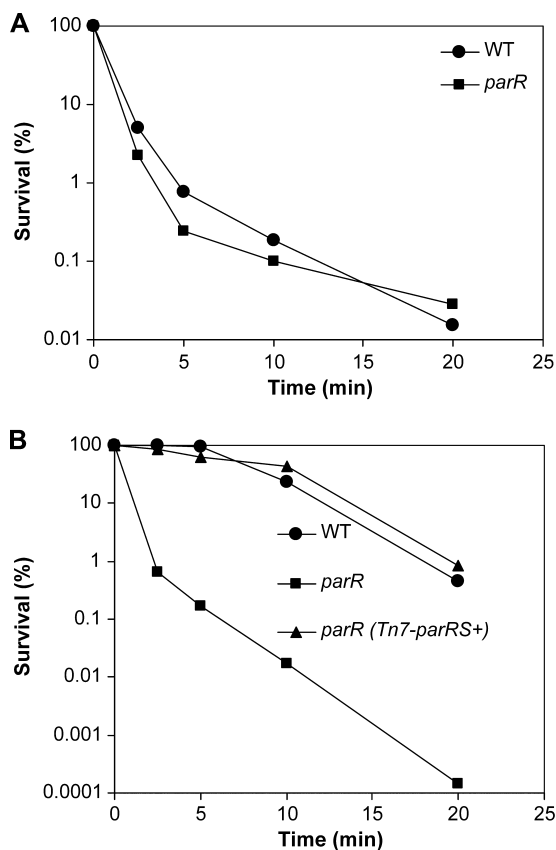 A
Survival (%)
100
10
1
0.1
0.01
WT
parR
0 5 10 15 20 25
Time (min)
B
Survival (%)
100
10
1
0.1
0.01
0.001
0.0001
WT
parR
parR (Tn7-parRS+)
0 5 10 15 20 25
Time (min)